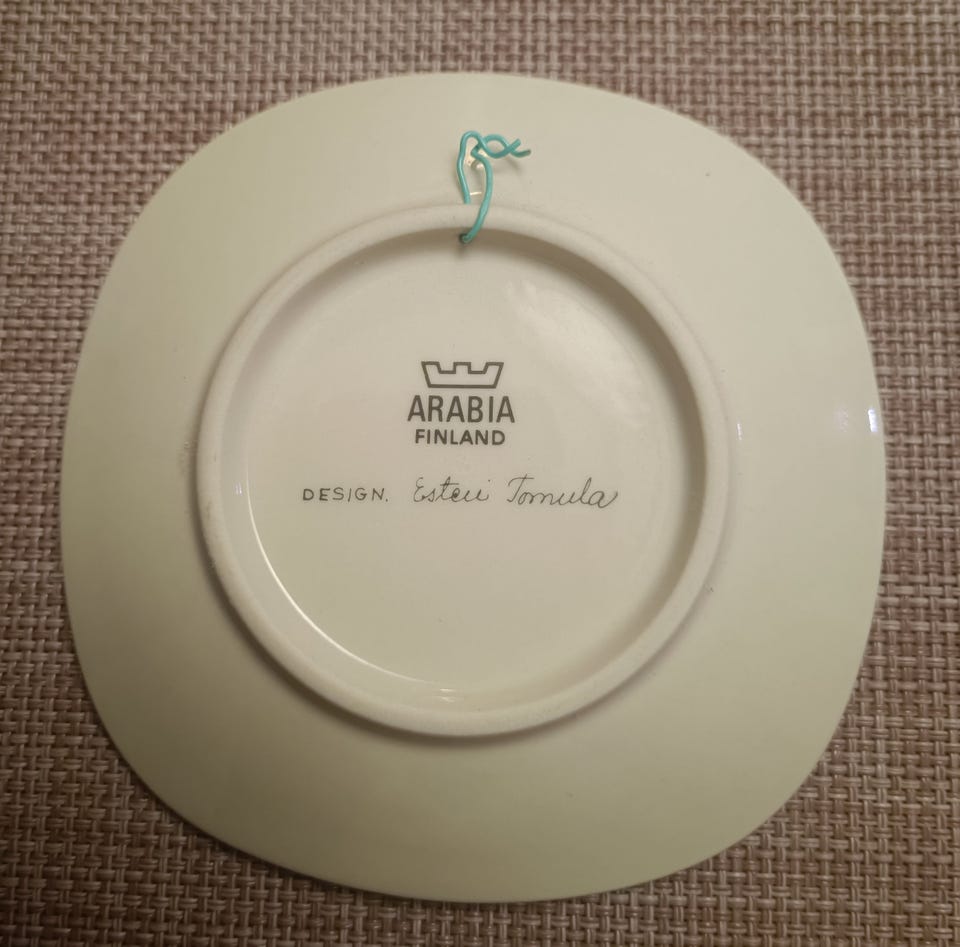 ARABIA
FINLAND
DESIGN. Esteri Tomula